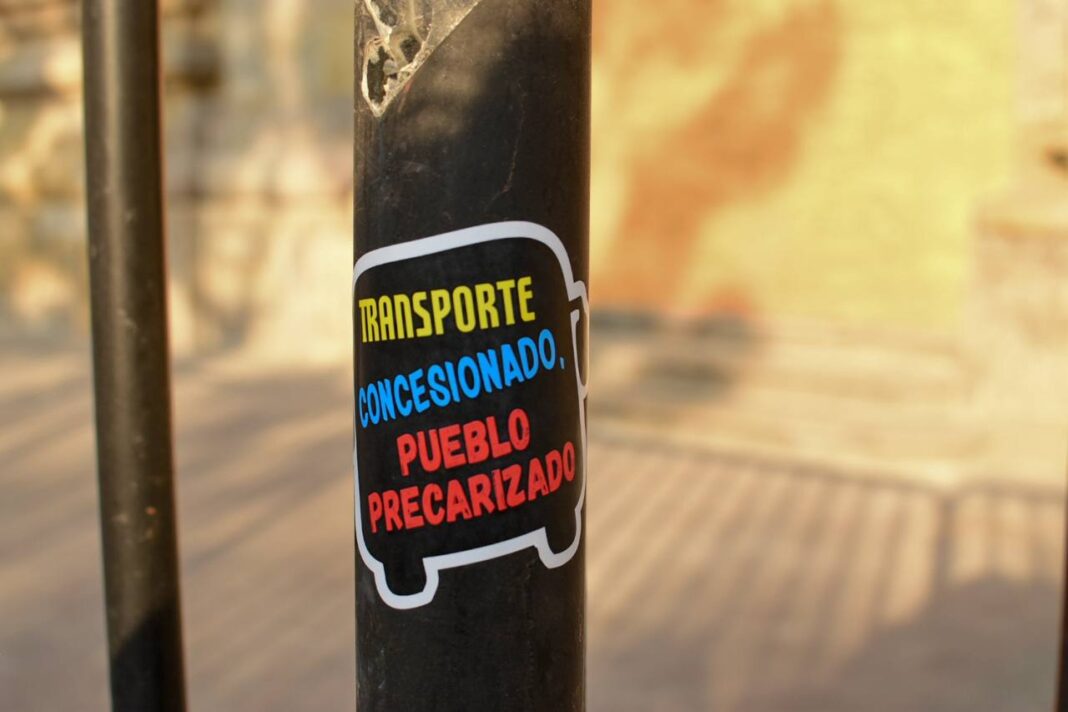 TRANSPORTE
CONCESIONADO,
PUEBLO
PRECARIZADO